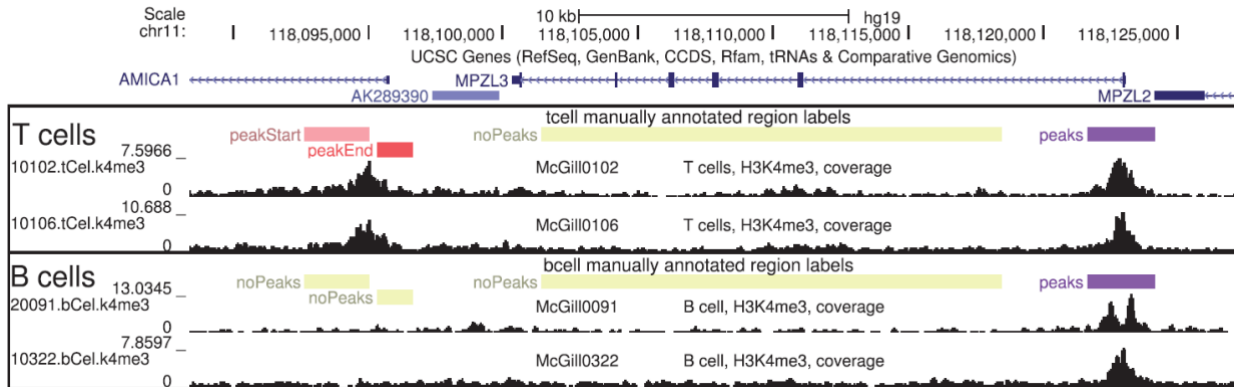 Scale 10 kb hg19
chr11: 118,095,000 118,100,000 118,105,000 118,110,000 118,115,000 118,120,000 118,125,000
UCSC Genes (RefSeq, GenBank, CCDS, Rfam, tRNAs & Comparative Genomics)
AMICA1 MPZL3
AK289390 MPZL2
T cells tcell manually annotated region labels
peakStart noPeaks peaks
peakEnd
7.5966
10102.tCel.k4me3 McGill0102 T cells, H3K4me3, coverage
0
10.688
10106.tCel.k4me3 McGill0106 T cells, H3K4me3, coverage
0
B cells bcell manually annotated region labels
noPeaks noPeaks peaks
noPeaks
13.0345
20091.bCel.k4me3 McGill0091 B cell, H3K4me3, coverage
0
7.8597
10322.bCel.k4me3 McGill0322 B cell, H3K4me3, coverage
0